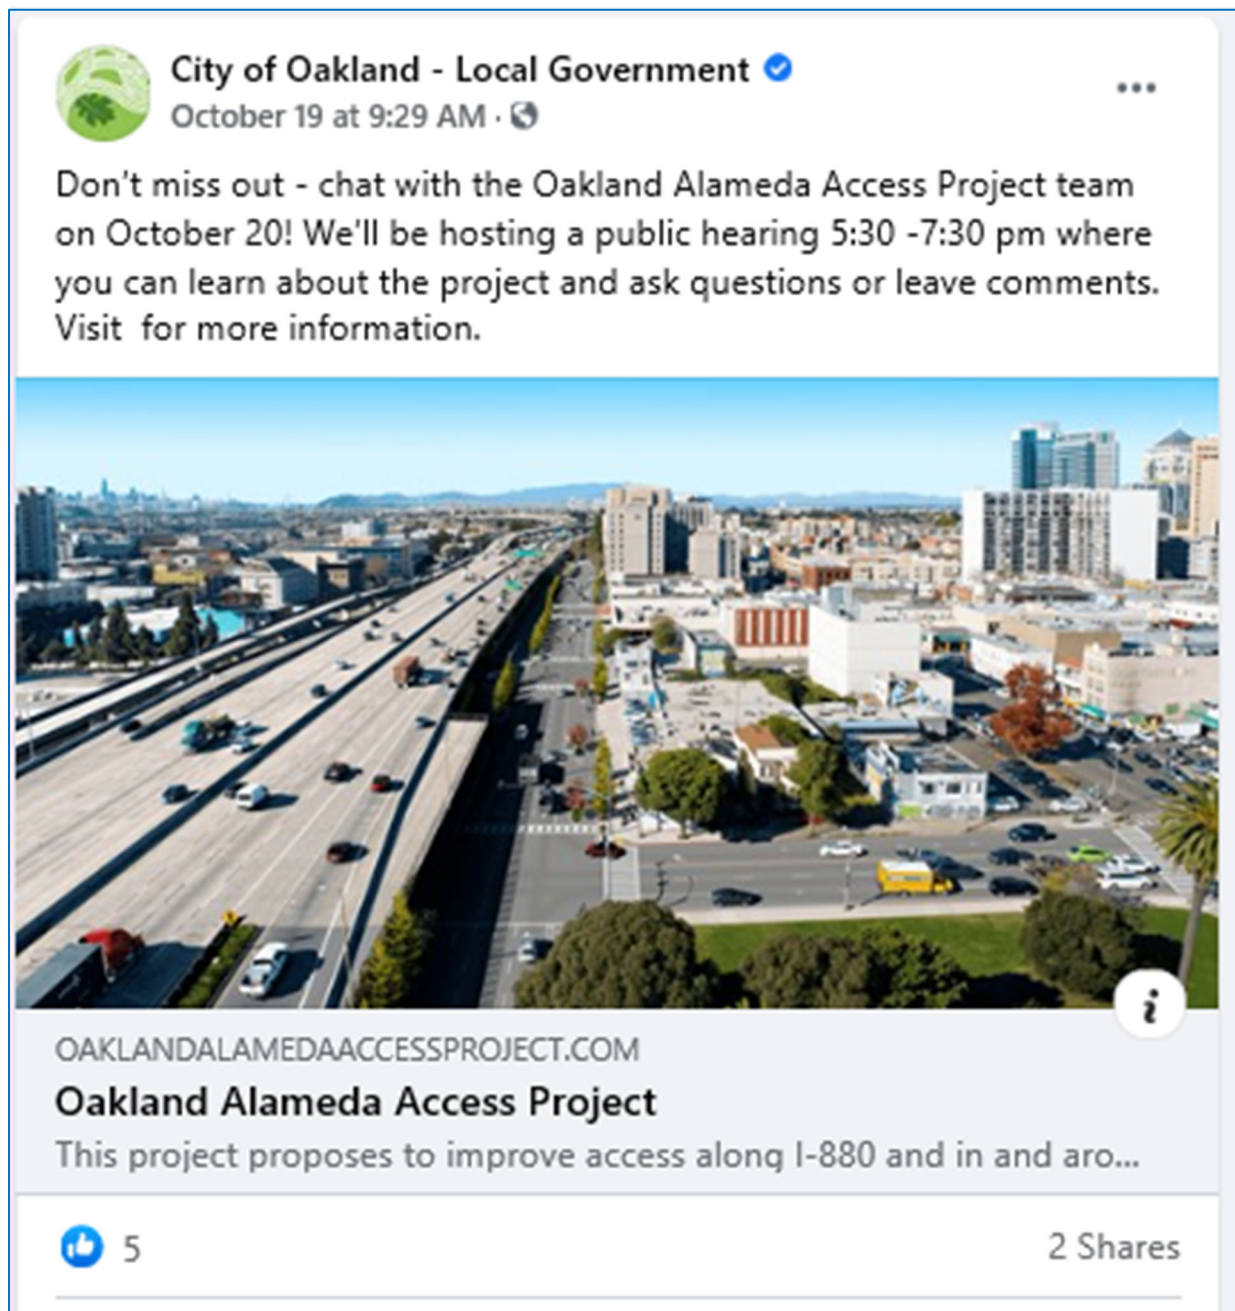 City of Oakland - Local Government
October 19 at 9:29 AM ·
Don't miss out - chat with the Oakland Alameda Access Project team
on October 20! We'll be hosting a public hearing 5:30 -7:30 pm where
you can learn about the project and ask questions or leave comments.
Visit  for more information.
OAKLANDALAMEDAACCESSPROJECT.COM
Oakland Alameda Access Project
This project proposes to improve access along I-880 and in and aro...
5
2 Shares